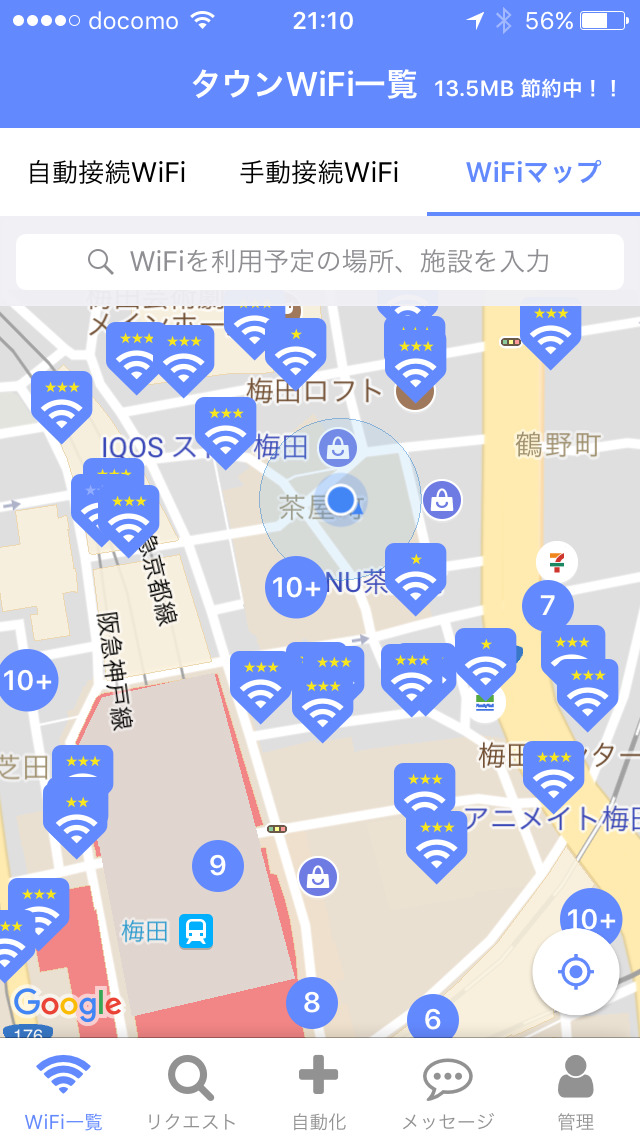 docomo 21:10 56%
タウンWiFi一覧 13.5MB 節約中！！
自動接続WiFi 手動接続WiFi WiFiマップ
WiFiを利用予定の場所、施設を入力
メインホー
梅田ロフト
IQOS ス 梅田
鶴野町
茶屋町
急京都線
10+ NU茶
7
阪急神戸線
10+
芝田
梅田 ンター
アニメイト梅田
9
梅田
10+
Google
8
6
176
WiFi一覧 リクエスト 自動化 メッセージ 管理